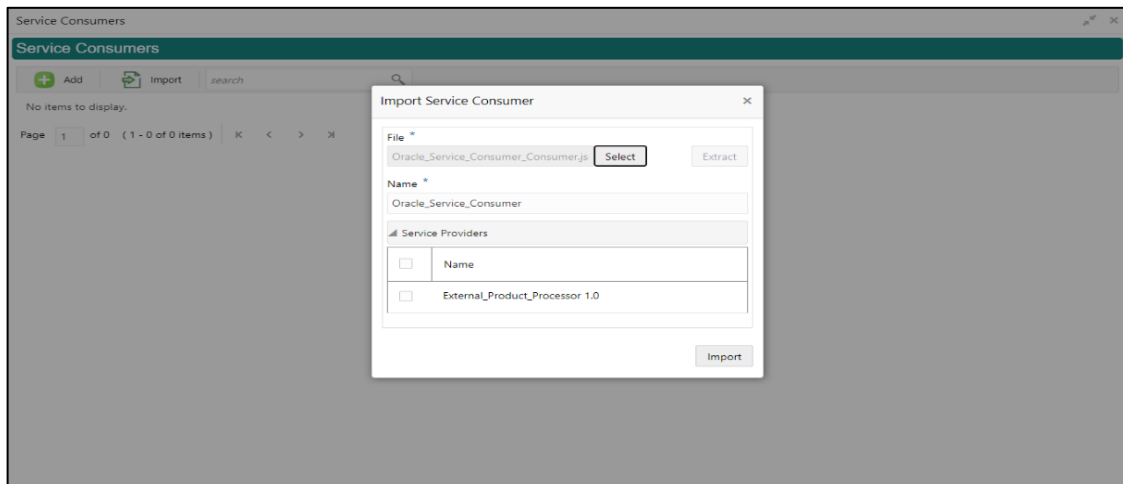 Service Consumers
Service Consumers
Add Import search
No items to display.
Page 1 of 0 (1 - 0 of 0 items)
Import Service Consumer
File *
Oracle_Service_Consumer_Consumer.js Select Extract
Name *
Oracle_Service_Consumer
Service Providers
Name
External_Product_Processor 1.0
Import